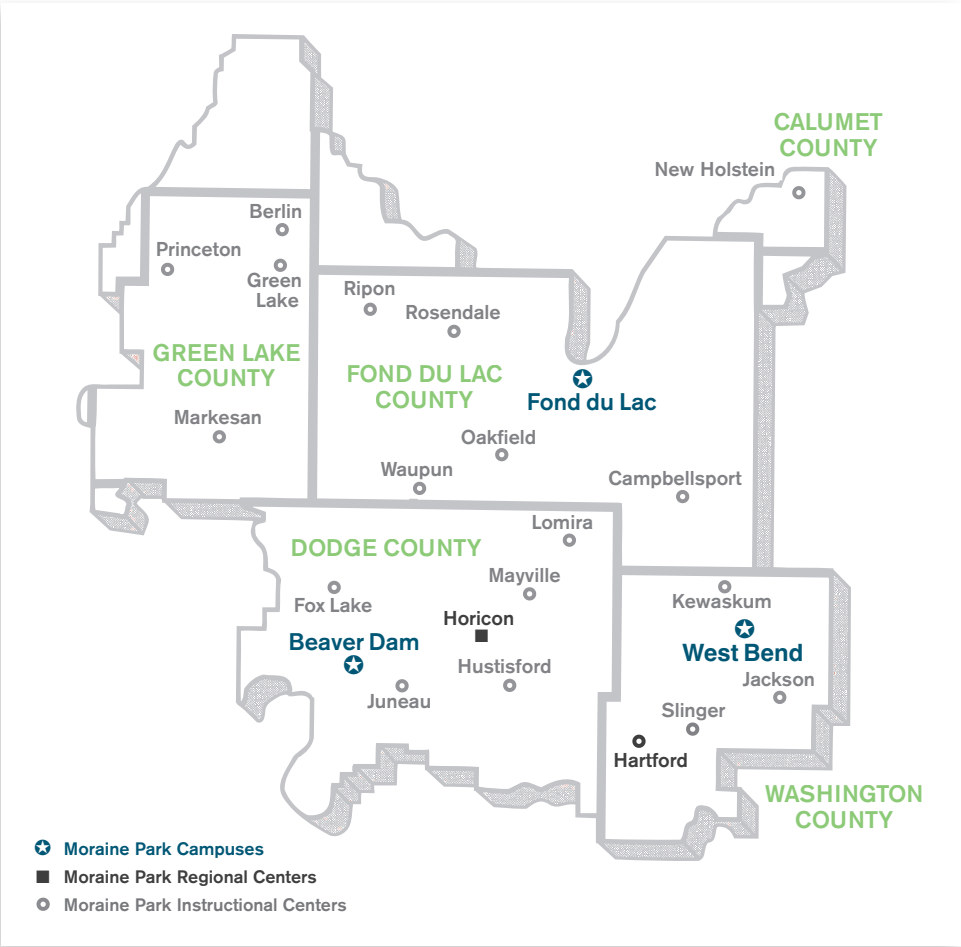 CALUMET
COUNTY
New Holstein
Berlin
Princeton
Green
Lake
Ripon
Rosendale
GREEN LAKE
COUNTY
FOND DU LAC
COUNTY
Fond du Lac
Markesan
Oakfield
Waupun
Campbellsport
Lomira
DODGE COUNTY
Mayville
Fox Lake
Kewaskum
Horicon
Beaver Dam
West Bend
Hustisford
Jackson
Juneau
Slinger
Hartford
WASHINGTON
COUNTY
Moraine Park Campuses
Moraine Park Regional Centers
Moraine Park Instructional Centers